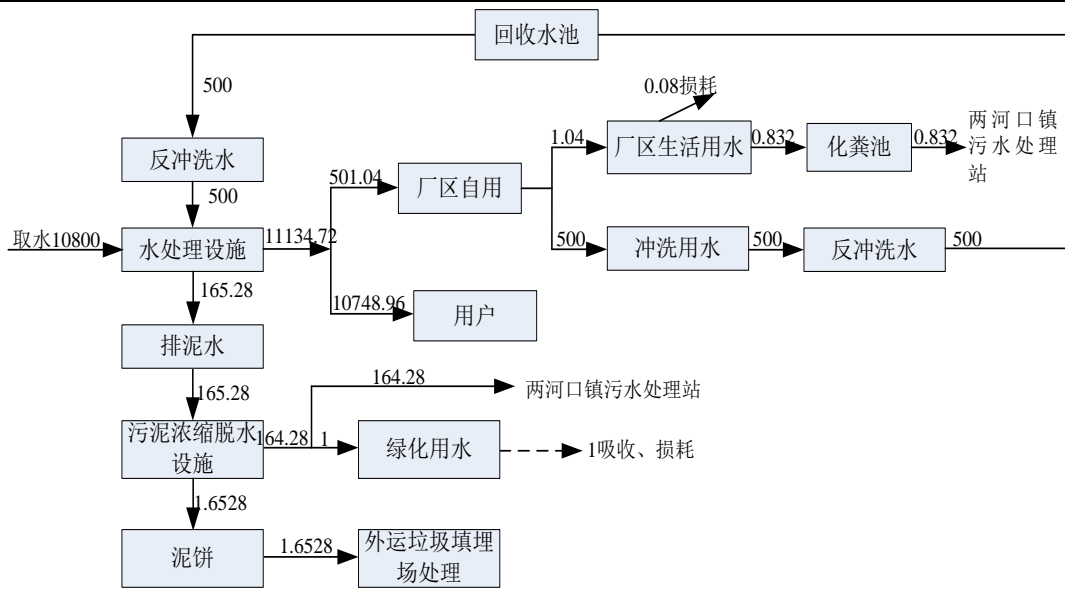 回收水池
500
0.08损耗
反冲洗水
1.04
厂区生活用水
0.832
化粪池
0.832
两河口镇
污水处理
站
500
501.04
厂区自用
取水10800
水处理设施
11134.72
500
冲洗用水
500
反冲洗水
500
165.28
10748.96
用户
排泥水
165.28
164.28
两河口镇污水处理站
污泥浓缩脱水
设施
164.28
1
绿化用水
1吸收、损耗
1.6528
泥饼
1.6528
外运垃圾填埋
场处理